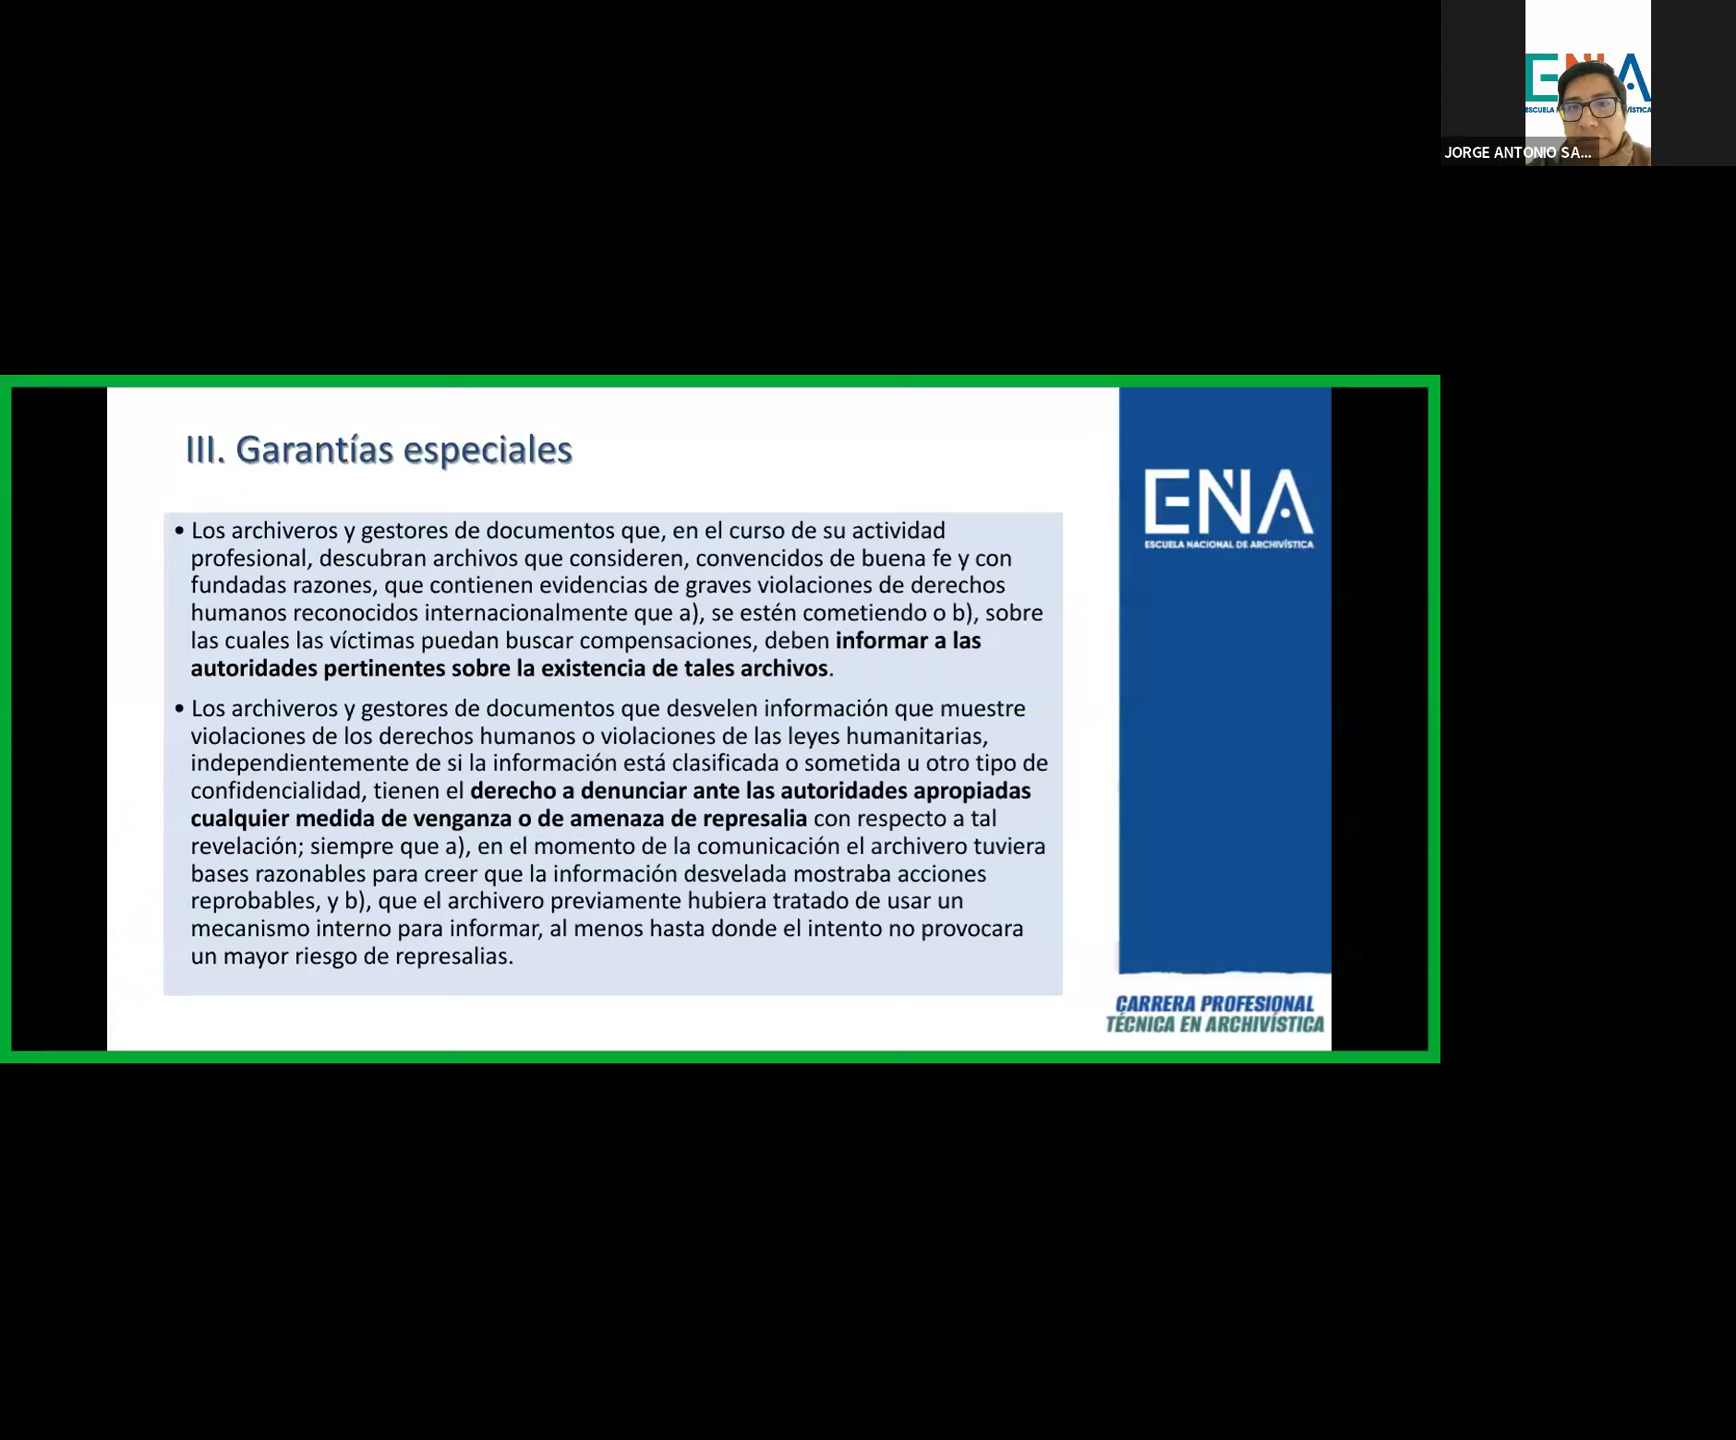 JORGE ANTONIO SA...
III. Garantías especiales
• Los archiveros y gestores de documentos que, en el curso de su actividad
profesional, descubran archivos que consideren, convencidos de buena fe y con
fundadas razones, que contienen evidencias de graves violaciones de derechos
humanos reconocidos internacionalmente que a), se estén cometiendo o b), sobre
las cuales las víctimas puedan buscar compensaciones, deben informar a las
autoridades pertinentes sobre la existencia de tales archivos.
• Los archiveros y gestores de documentos que desvelen información que muestre
violaciones de los derechos humanos o violaciones de las leyes humanitarias,
independientemente de si la información está clasificada o sometida u otro tipo de
confidencialidad, tienen el derecho a denunciar ante las autoridades apropiadas
cualquier medida de venganza o de amenaza de represalia con respecto a tal
revelación; siempre que a), en el momento de la comunicación el archivero tuviera
bases razonables para creer que la información desvelada mostraba acciones
reprobables, y b), que el archivero previamente hubiera tratado de usar un
mecanismo interno para informar, al menos hasta donde el intento no provocara
un mayor riesgo de represalias.
ENA
ESCUELA NACIONAL DE ARCHIVÍSTICA
CARRERA PROFESIONAL
TÉCNICA EN ARCHIVÍSTICA